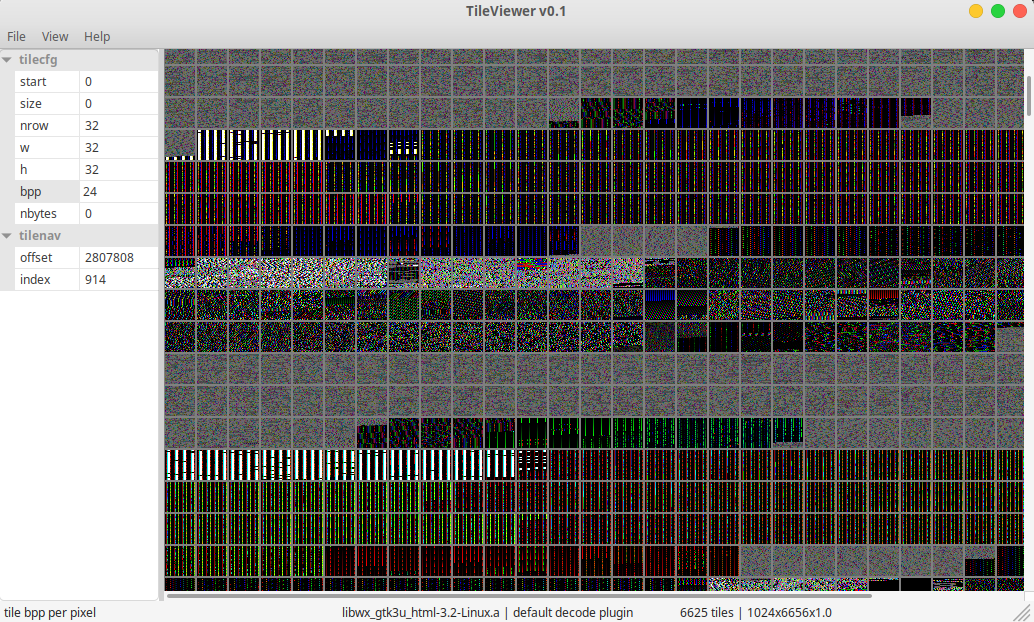 TileViewer v0.1
File View Help
tilecfg
start 0
size 0
nrow 32
w 32
h 32
bpp 24
nbytes 0
tilenav
offset 2807808
index 914
tile bpp per pixel libwx_gtk3u_html-3.2-Linux.a | default decode plugin 6625 tiles | 1024x6656x1.0